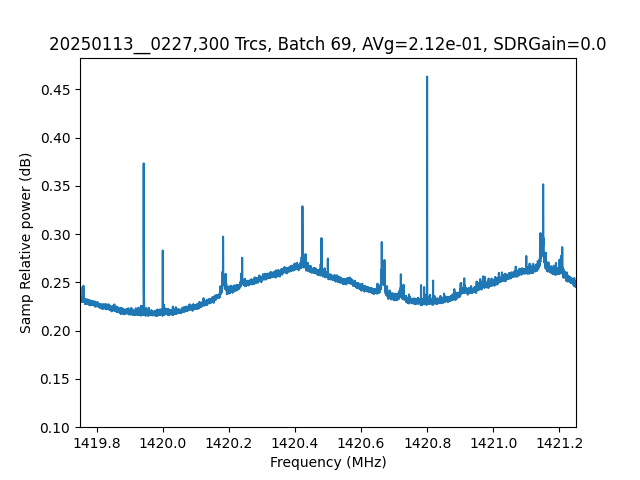 20250113__0227,300 Trcs, Batch 69, AVg=2.12e-01, SDRGain=0.0
Samp Relative power (dB)
0.45
0.40
0.35
0.30
0.25
0.20
0.15
0.10
1419.8 1420.0 1420.2 1420.4 1420.6 1420.8 1421.0 1421.2
Frequency (MHz)